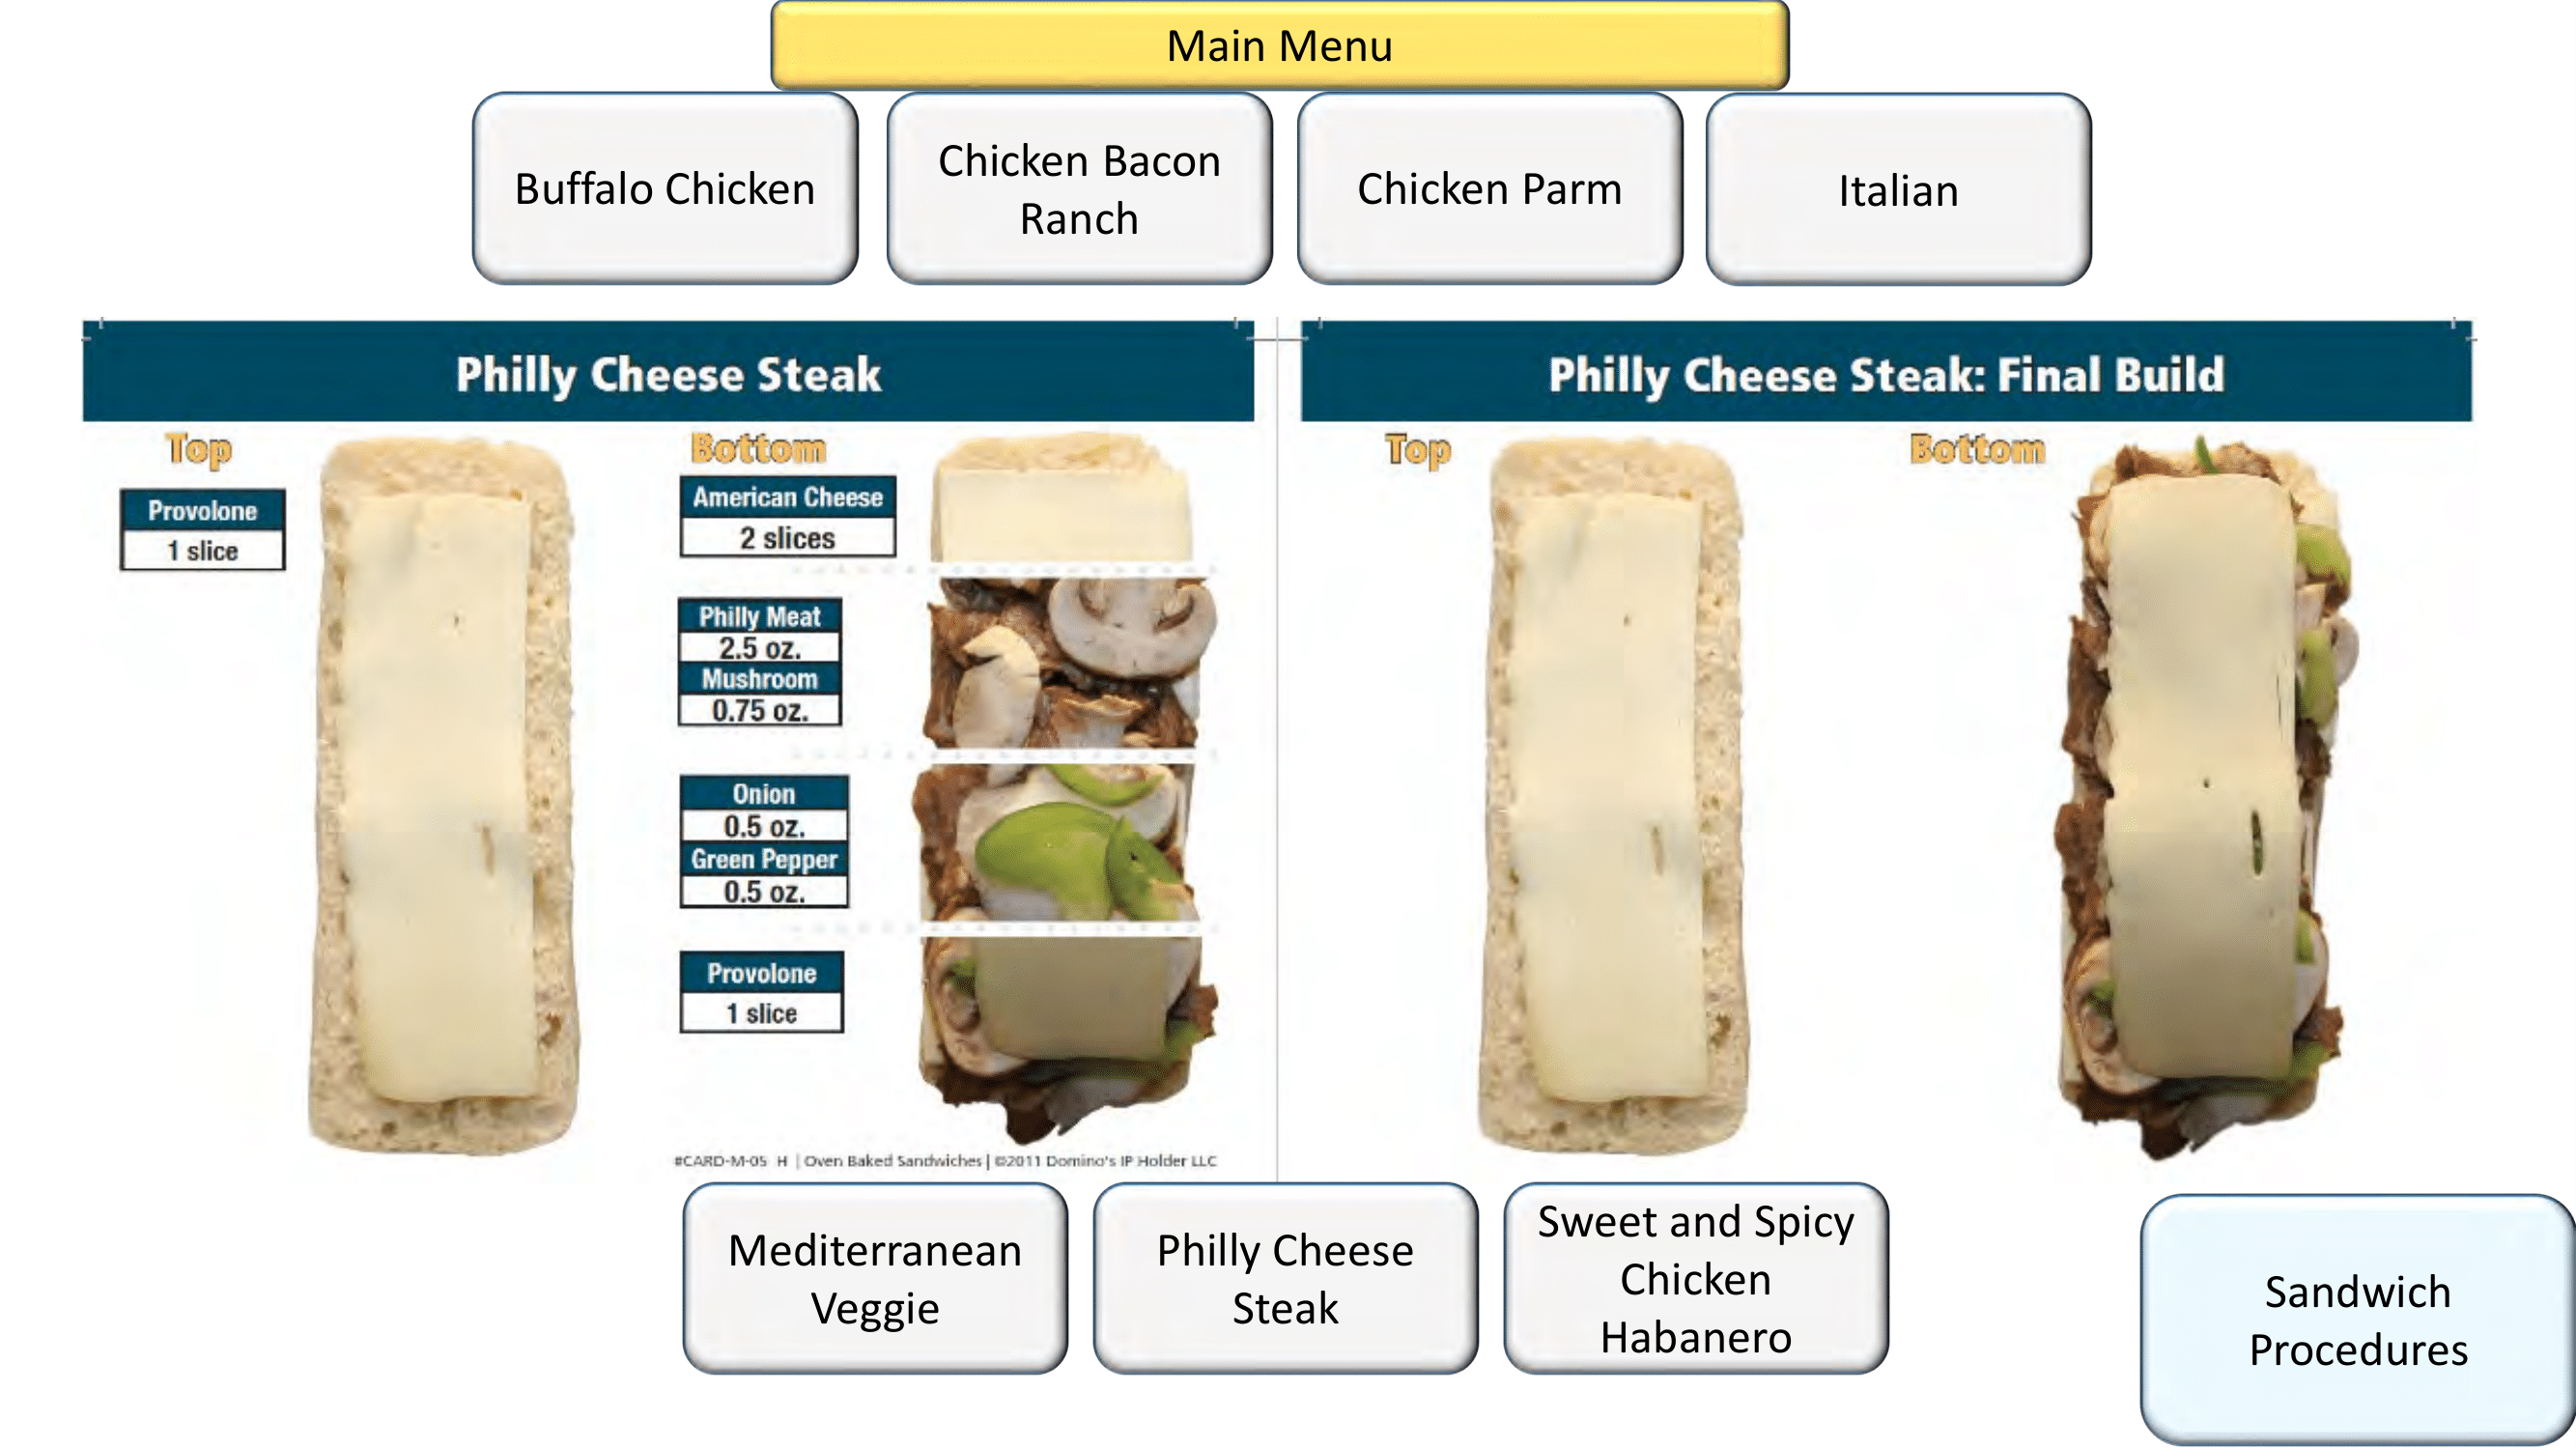 Main Menu
Buffalo Chicken
Chicken Bacon
Ranch
Chicken Parm
Italian
Philly Cheese Steak
Top
Provolone
1 slice
Bottom
American Cheese
2 slices
Philly Meat
2.5 oz.
Mushroom
0.75 oz.
Onion
0.5 oz.
Green Pepper
0.5 oz.
Provolone
1 slice
#CARD-M-05 H | Oven Baked Sandwiches | ©2011 Domino's IP Holder LLC
Philly Cheese Steak: Final Build
Top
Bottom
Mediterranean
Veggie
Philly Cheese
Steak
Sweet and Spicy
Chicken
Habanero
Sandwich
Procedures